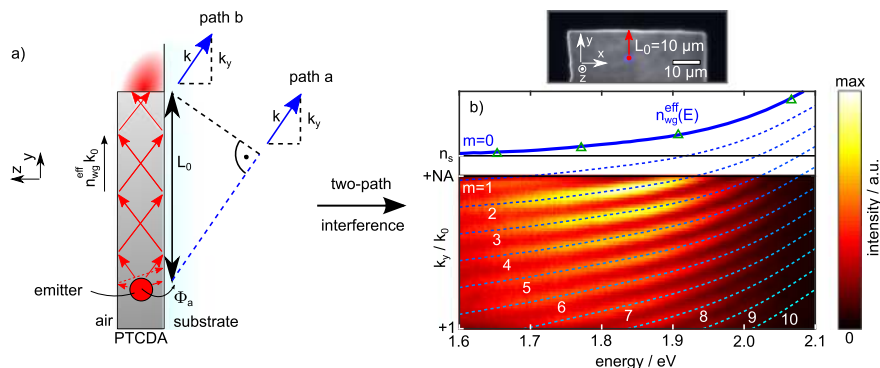 a)
path b
k
k_y
path a
k
k_y
z
y
n_wg^eff k_0
L_0
two-path
interference
emitter
Φ_a
air
substrate
PTCDA
y
x
z
L_0=10 µm
10 µm
b)
m=0
n_wg^eff(E)
n_s
+NA
m=1
2
3
4
5
6
7
8
9
10
k_y / k_0
+1
1.6
1.7
1.8
1.9
2.0
2.1
energy / eV
max
0
intensity / a.u.